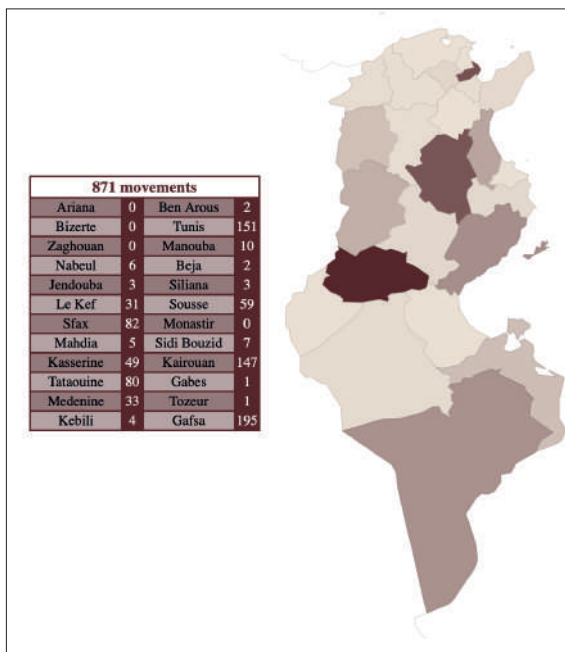 871 movements
Ariana 0 Ben Arous 2
Bizerte 0 Tunis 151
Zaghouan 0 Manouba 10
Nabeul 6 Beja 2
Jendouba 3 Siliana 3
Le Kef 31 Sousse 59
Sfax 82 Monastir 0
Mahdia 5 Sidi Bouzid 7
Kasserine 49 Kairouan 147
Tataouine 80 Gabes 1
Medenine 33 Tozeur 1
Kebili 4 Gafsa 195